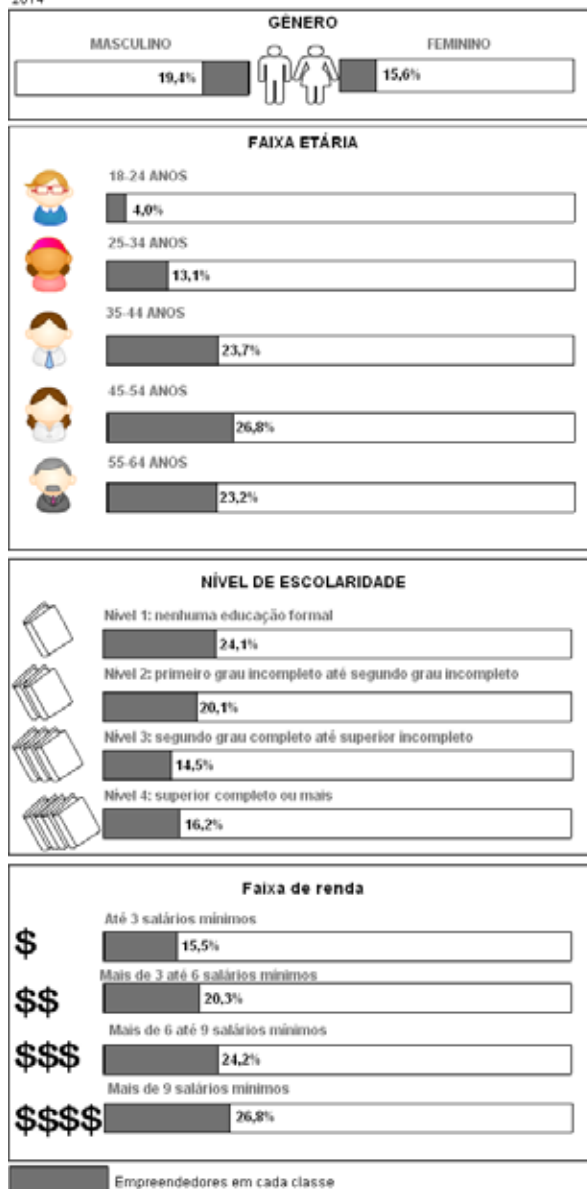 2014
GÊNERO
MASCULINO
FEMININO
19,4%
15,6%
FAIXA ETÁRIA
18-24 ANOS
4,0%
25-34 ANOS
13,1%
35-44 ANOS
23,7%
45-54 ANOS
26,8%
55-64 ANOS
23,2%
NÍVEL DE ESCOLARIDADE
Nível 1: nenhuma educação formal
24,1%
Nível 2: primeiro grau incompleto até segundo grau incompleto
20,1%
Nível 3: segundo grau completo até superior incompleto
14,5%
Nível 4: superior completo ou mais
16,2%
Faixa de renda
Até 3 salários mínimos
$
15,5%
Mais de 3 até 6 salários mínimos
$$
20,3%
Mais de 6 até 9 salários mínimos
$$$
24,2%
Mais de 9 salários mínimos
$$$$
26,8%
Empreendedores em cada classe